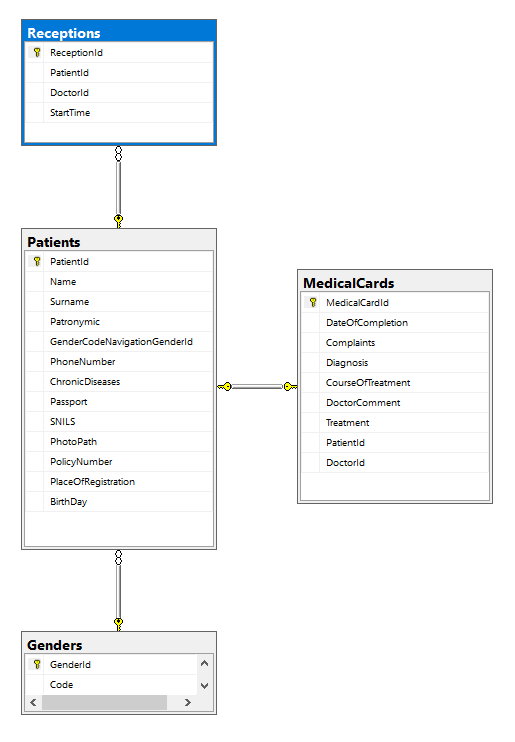 Receptions
ReceptionId
PatientId
DoctorId
StartTime
Patients
PatientId
Name
Surname
Patronymic
GenderCodeNavigationGenderId
PhoneNumber
ChronicDiseases
Passport
SNILS
PhotoPath
PolicyNumber
PlaceOfRegistration
BirthDay
MedicalCards
MedicalCardId
DateOfCompletion
Complaints
Diagnosis
CourseOfTreatment
DoctorComment
Treatment
PatientId
DoctorId
Genders
GenderId
Code